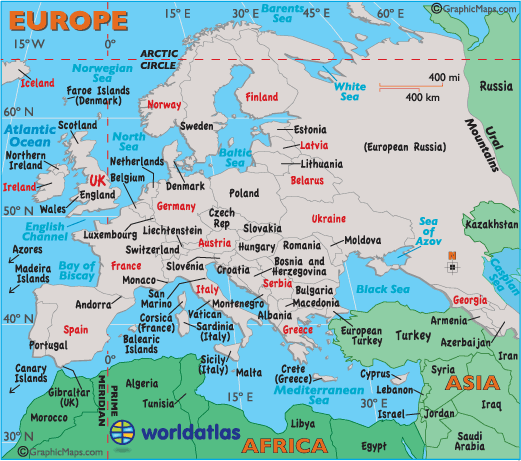 EUROPE
15°W
0°
15°E
30°E
45°E
60°E
©GraphicMaps.com
Barents
Sea
ARCTIC
CIRCLE
Iceland
Norwegian
Sea
Faroe Islands
(Denmark)
White
Sea
400 mi
400 km
Russia
60°N
Norway
Finland
Sweden
Ural
Mountains
Atlantic
Ocean
Scotland
North
Sea
Baltic
Sea
Estonia
Latvia
Lithuania
(European Russia)
Northern
Ireland
Ireland
UK
Netherlands
Belgium
Denmark
Belarus
Wales
England
Germany
Poland
50°N
English
Channel
Luxembourg
Liechtenstein
Czech
Rep
Slovakia
Ukraine
Sea
of
Azov
Kazakhstan
Azores
Madeira
Islands
Bay of
Biscay
Switzerland
Austria
Hungary
Romania
Moldova
France
Slovenia
Croatia
Bosnia and
Herzegovina
Caspian
Sea
Monaco
Italy
Serbia
Bulgaria
Black Sea
Georgia
Andorra
San
Marino
Montenegro
Macedonia
Corsica
(France)
Vatican
Albania
Armenia
40°N
Spain
Portugal
Balearic
Islands
Sardinia
(Italy)
Greece
European
Turkey
Turkey
Azerbaijan
Canary
Islands
Sicily
(Italy)
Malta
Crete
(Greece)
Cyprus
Lebanon
Syria
Iran
ASIA
Gibraltar
(UK)
PRIME
MERIDIAN
Algeria
Tunisia
15°E
Mediterranean
Sea
30°E
Israel
Jordan
Iraq
Morocco
worldatlas
AFRICA
Libya
Egypt
Saudi
Arabia
30°N
©GraphicMaps.com